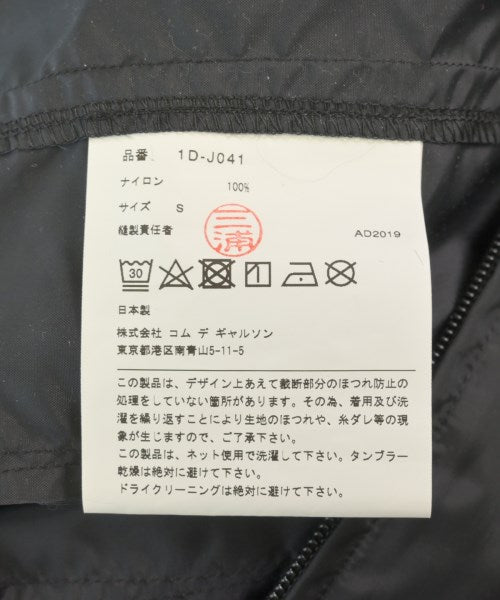 品番. 1D-J041
ナイロン 100%
サイズ S
縫製責任者 三浦 AD2019
30
日本製
株式会社 コム デ ギャルソン
東京都港区南青山5-11-5
この製品は、デザイン上あえて裁断部分のほつれ防止の
処理をしていない箇所があります。その為、着用及び洗
濯を繰り返すことにより生地のほつれや、糸ダレ等の現
象が生じますので、ご了承下さい。
この製品は、ネット使用で洗濯して下さい。タンブラー
乾燥は絶対に避けて下さい。
ドライクリーニングは絶対に避けて下さい。